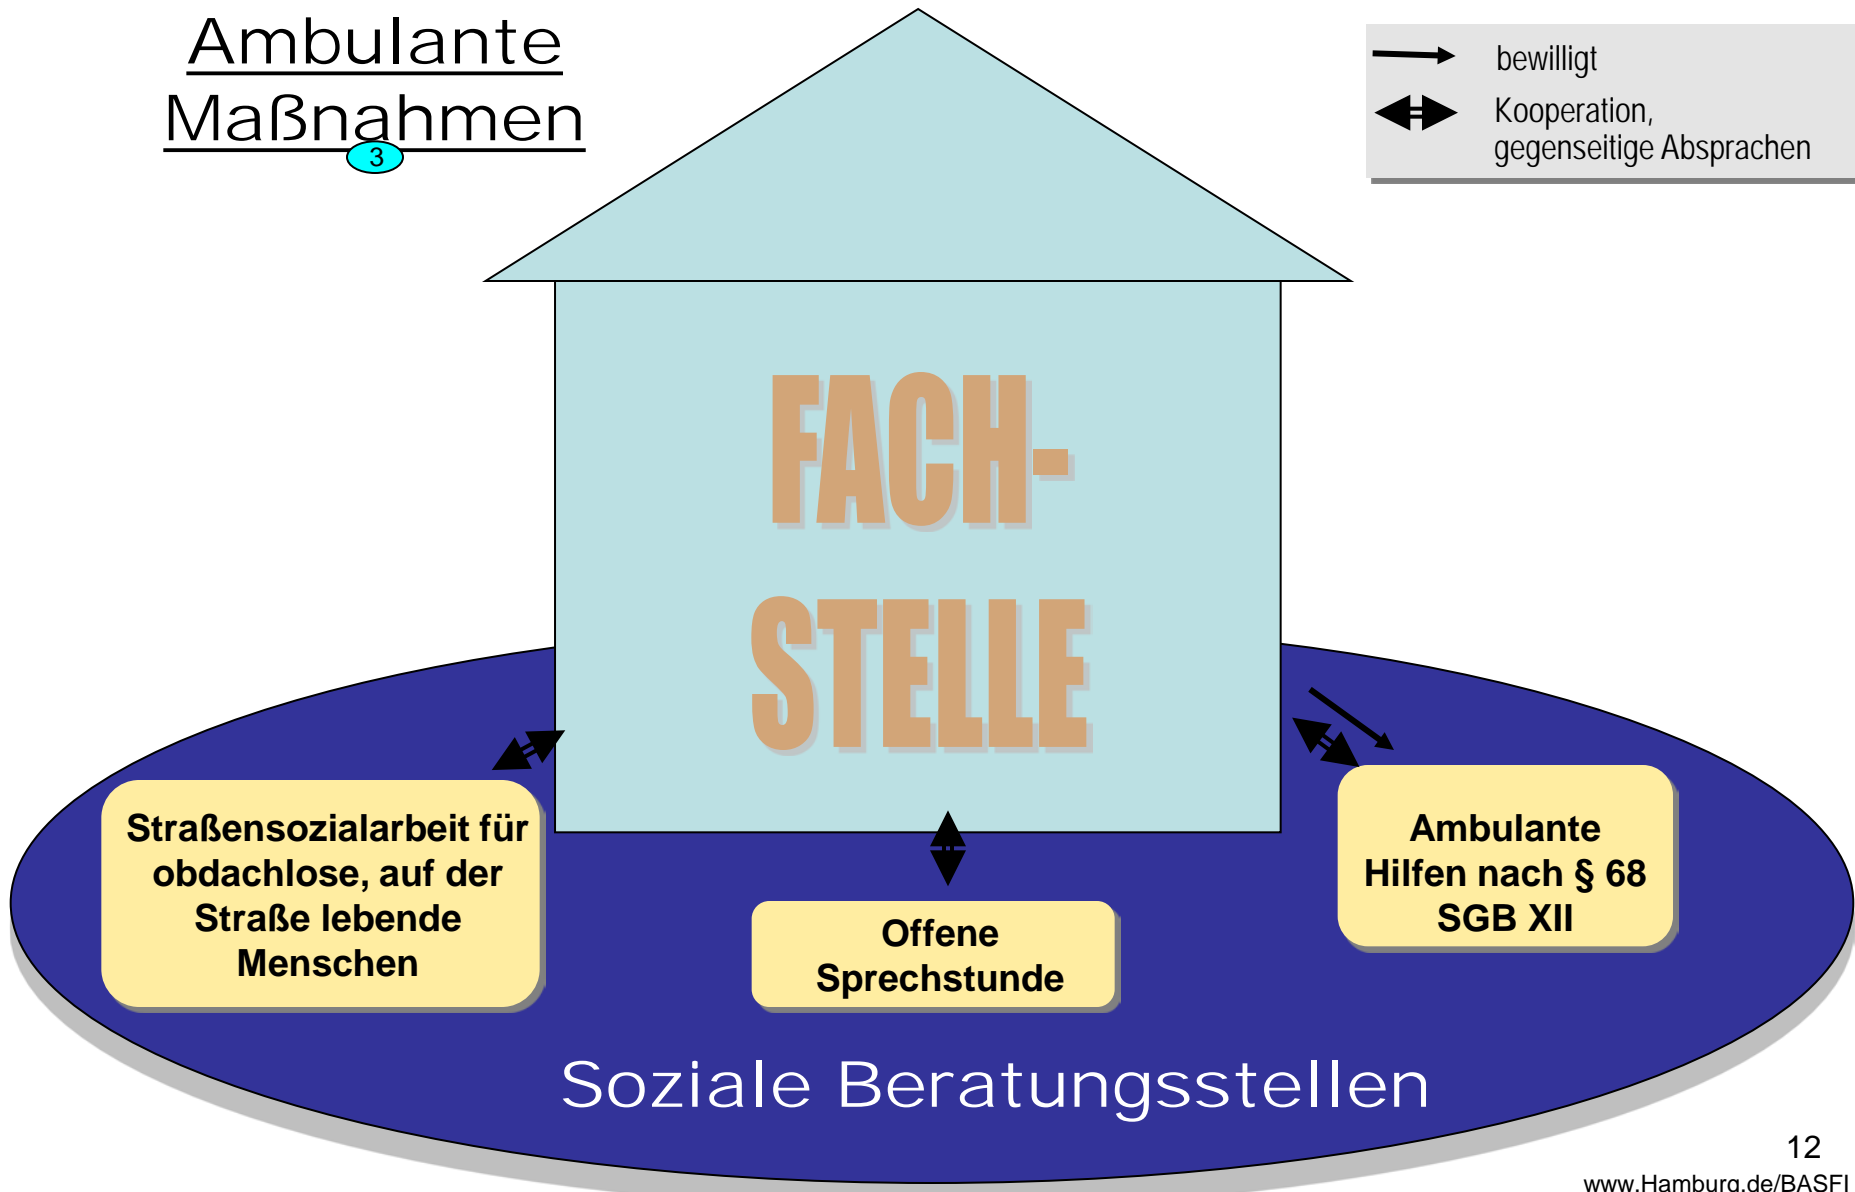 Ambulante
Maßnahmen
3
bewilligt
Kooperation,
gegenseitige Absprachen
FACH-
STELLE
Straßensozialarbeit für
obdachlose, auf der
Straße lebende
Menschen
Offene
Sprechstunde
Ambulante
Hilfen nach § 68
SGB XII
Soziale Beratungsstellen
12
www.Hamburg.de/BASFI